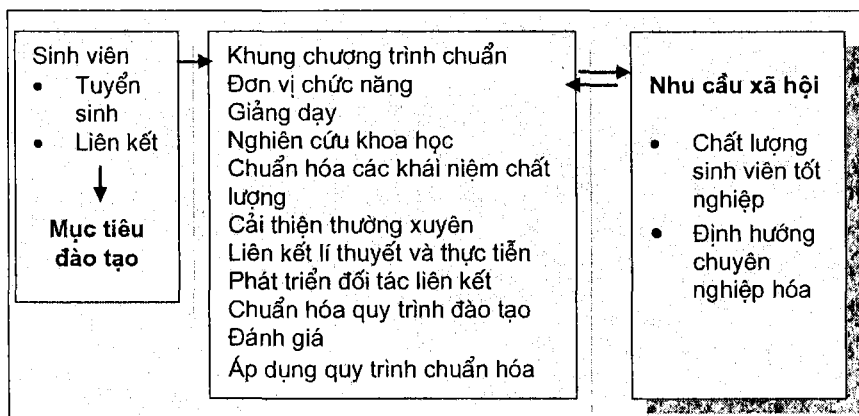 Sinh viên
• Tuyển
sinh
• Liên kết
Mục tiêu
đào tạo
Khung chương trình chuẩn
Đơn vị chức năng
Giảng dạy
Nghiên cứu khoa học
Chuẩn hóa các khái niệm chất
lượng
Cải thiện thường xuyên
Liên kết lí thuyết và thực tiễn
Phát triển đối tác liên kết
Chuẩn hóa quy trình đào tạo
Đánh giá
Áp dụng quy trình chuẩn hóa
Nhu cầu xã hội
• Chất lượng
sinh viên tốt
nghiệp
• Định hướng
chuyên
nghiệp hóa